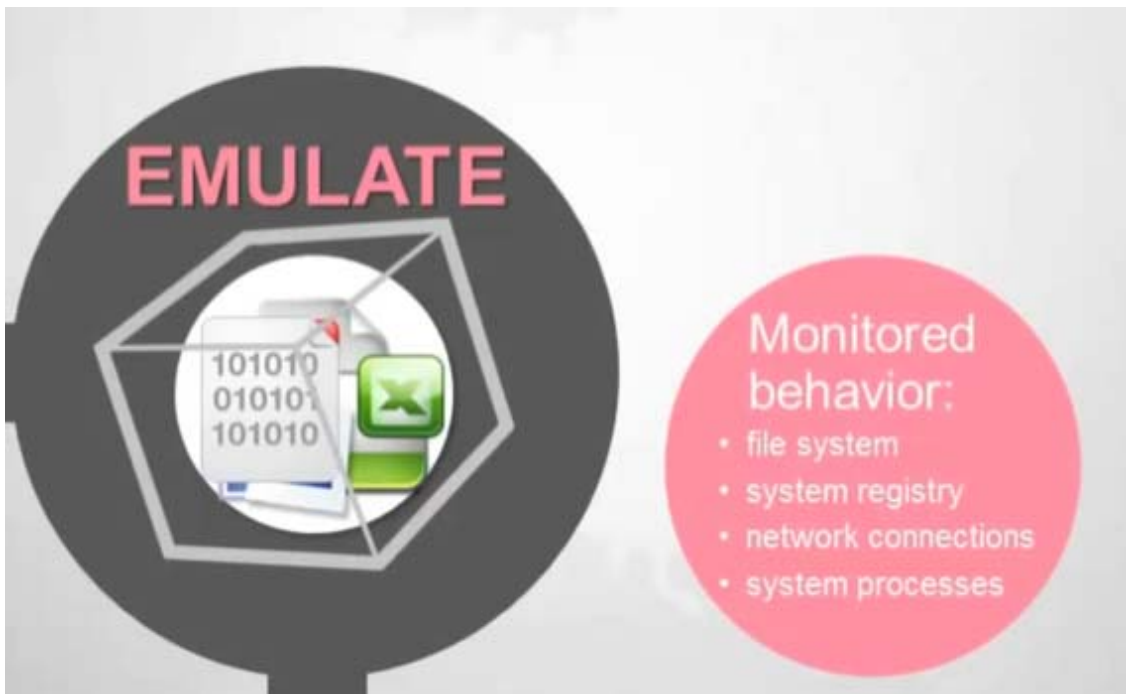 EMULATE
101010
010101
101010
X
Monitored
behavior:
• file system
• system registry
• network connections
• system processes